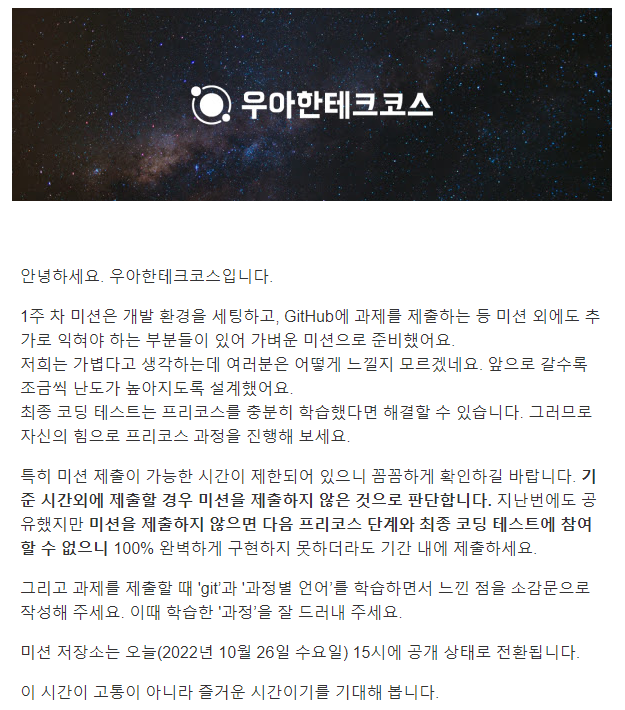 우아한테크코스
안녕하세요. 우아한테크코스입니다.
1주 차 미션은 개발 환경을 세팅하고, GitHub에 과제를 제출하는 등 미션 외에도 추
가로 익혀야 하는 부분들이 있어 가벼운 미션으로 준비했어요.
저희는 가볍다고 생각하는데 여러분은 어떻게 느낄지 모르겠네요. 앞으로 갈수록
조금씩 난도가 높아지도록 설계했어요.
최종 코딩 테스트는 프리코스를 충분히 학습했다면 해결할 수 있습니다. 그러므로
자신의 힘으로 프리코스 과정을 진행해 보세요.
특히 미션 제출이 가능한 시간이 제한되어 있으니 꼼꼼하게 확인하길 바랍니다. 기
준 시간외에 제출할 경우 미션을 제출하지 않은 것으로 판단합니다. 지난번에도 공
유했지만 미션을 제출하지 않으면 다음 프리코스 단계와 최종 코딩 테스트에 참여
할 수 없으니 100% 완벽하게 구현하지 못하더라도 기간 내에 제출하세요.
그리고 과제를 제출할 때 'git'과 '과정별 언어’를 학습하면서 느낀 점을 소감문으로
작성해 주세요. 이때 학습한 '과정’을 잘 드러내 주세요.
미션 저장소는 오늘(2022년 10월 26일 수요일) 15시에 공개 상태로 전환됩니다.
이 시간이 고통이 아니라 즐거운 시간이기를 기대해 봅니다.